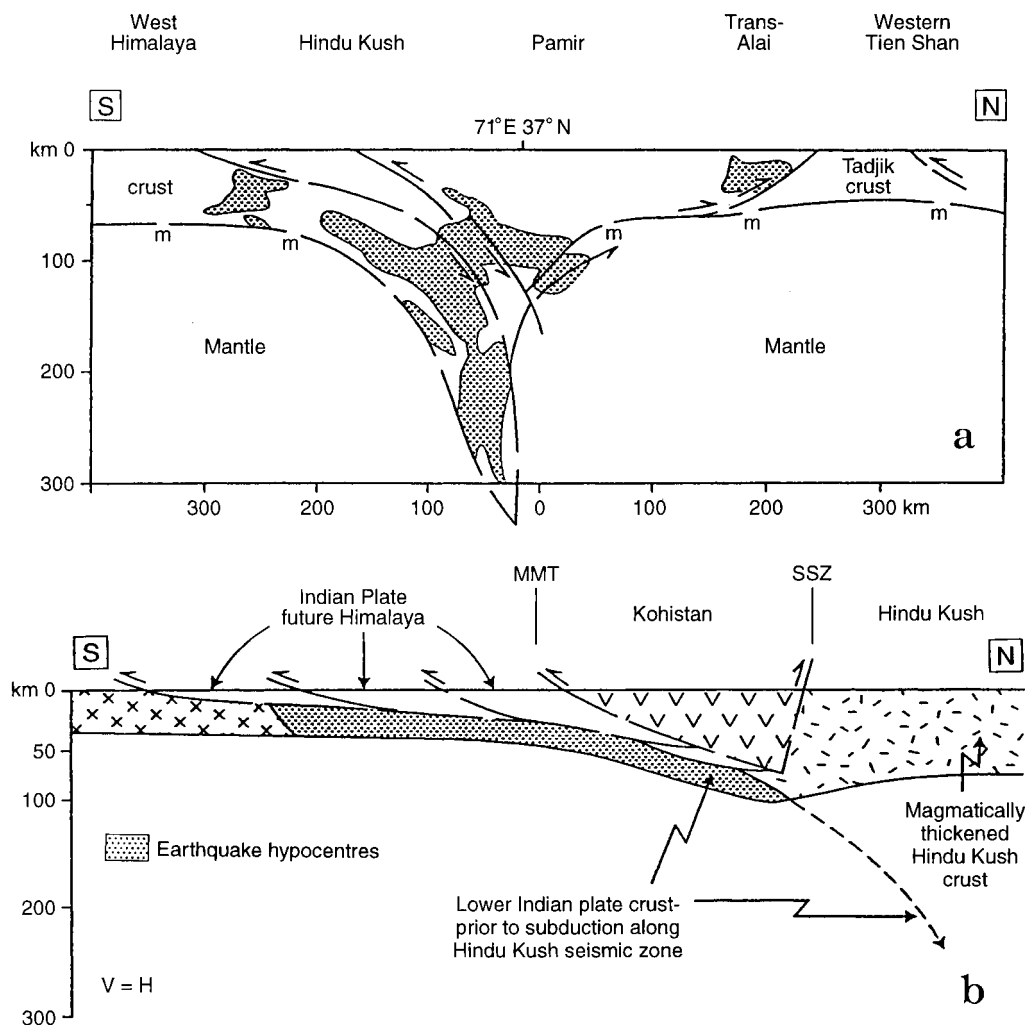 West Himalaya
Hindu Kush
Pamir
Trans-Alai
Western Tien Shan
S
N
71°E 37°N
km 0
100
200
300
crust
m
m
m
m
m
Tadjik crust
Mantle
Mantle
a
300
200
100
0
100
200
300 km
MMT
SSZ
Indian Plate
future Himalaya
Kohistan
Hindu Kush
S
N
km 0
50
100
200
300
Earthquake hypocentres
Magmatically
thickened
Hindu Kush
crust
Lower Indian plate crust-
prior to subduction along
Hindu Kush seismic zone
V = H
b